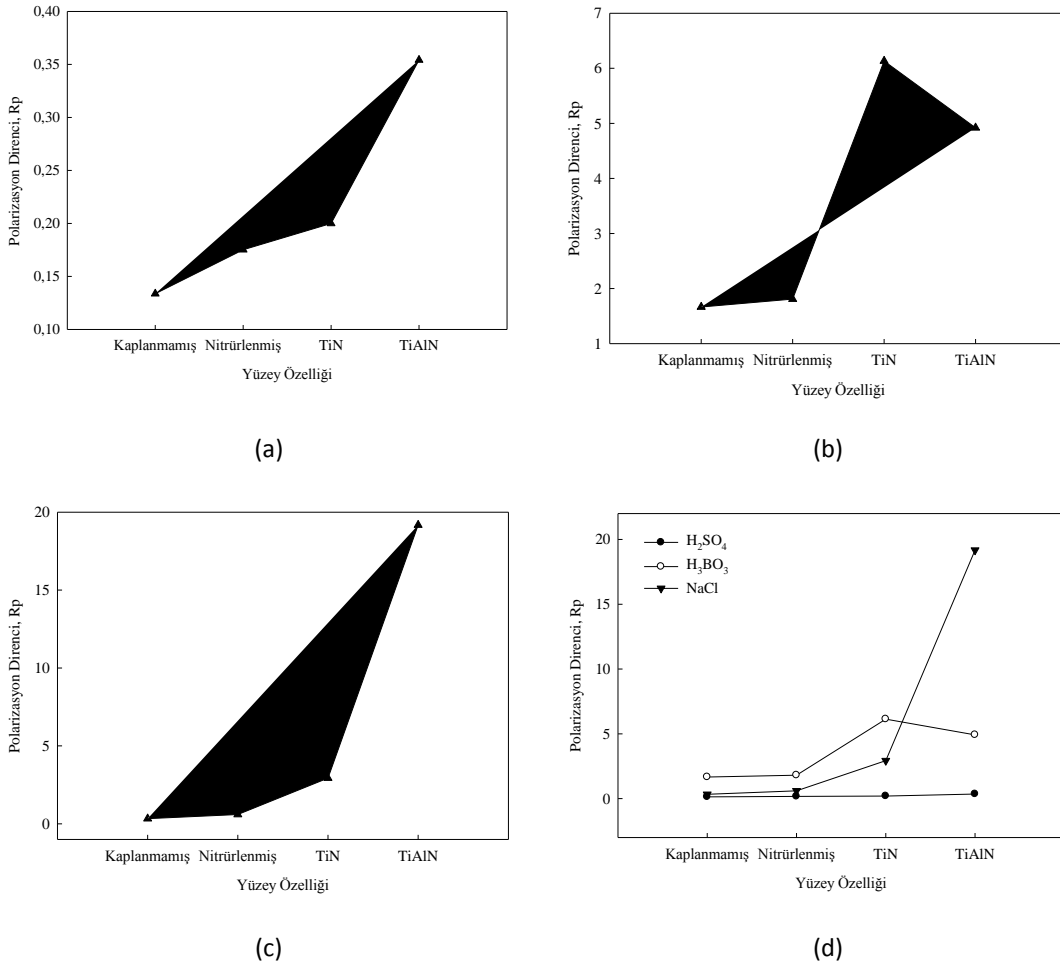 0,40
0,35
0,30
0,25
0,20
0,15
0,10
Polarizasyon Direnci, Rp
Kaplanmamış Nitrürlenmiş TiN TiAlN
Yüzey Özelliği
(a)
7
6
5
4
3
2
1
Polarizasyon Direnci, Rp
Kaplanmamış Nitrürlenmiş TiN TiAlN
Yüzey Özelliği
(b)
20
15
10
5
0
Polarizasyon Direnci, Rp
Kaplanmamış Nitrürlenmiş TiN TiAlN
Yüzey Özelliği
(c)
H₂SO₄
H₃BO₃
NaCl
20
15
10
5
0
Polarizasyon Direnci, Rp
Kaplanmamış Nitrürlenmiş TiN TiAlN
Yüzey Özelliği
(d)